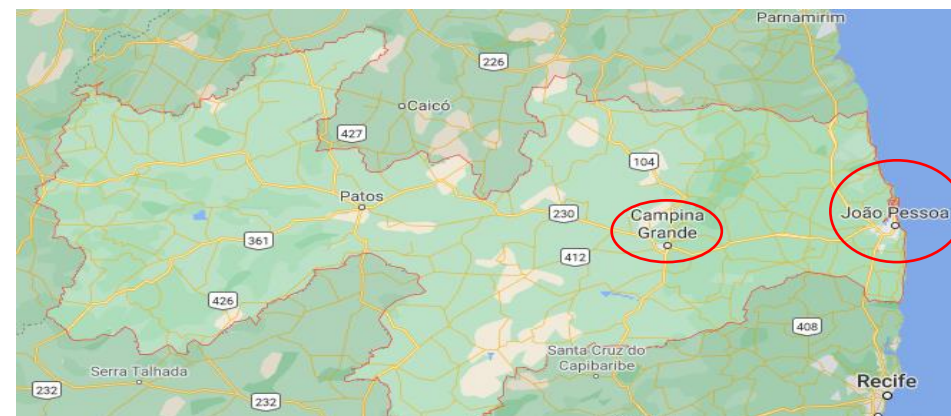 Parnamirim
226
Caicó
427
104
Patos
230
Campina
Grande
João Pessoa
361
412
426
408
Santa Cruz do
Capibaribe
Serra Talhada
Recife
232
232